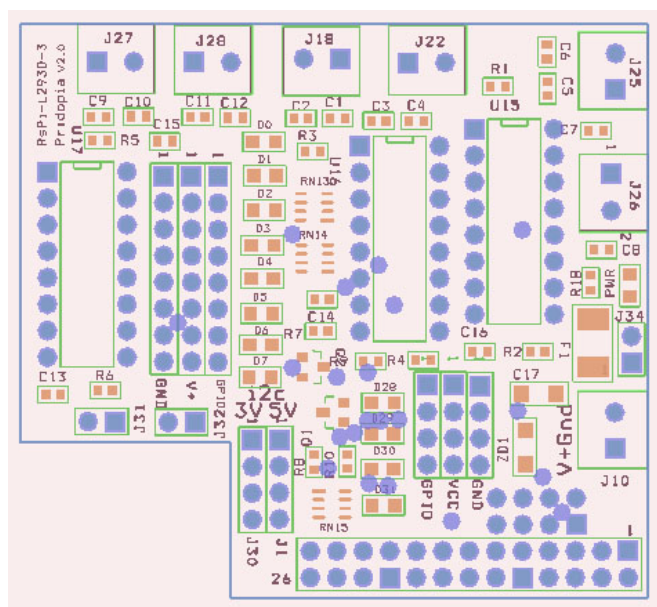 RsPi-L293D-3
Pridopia v2.0
J27
J28
J18
J22
R1
C6
C5
J25
C9
C10
C11
C12
C2
C1
C3
C4
U15
C7
1
U17
R5
C15
D0
R3
U16
1
1
1
D1
RN13
J26
D2
D3
RN14
2
C8
D4
R18
PWR
D5
C14
J34
D6
R7
C16
R2
F1
D7
R4
1
C13
R6
GND
V+
GPIO
i2c
3V
5V
D28
C17
J31
J32
Q1
D29
ZD1
V+Gnd
R8
R10
D30
GPIO
VCC
GND
J10
D31
RN15
J30
J1
1
26